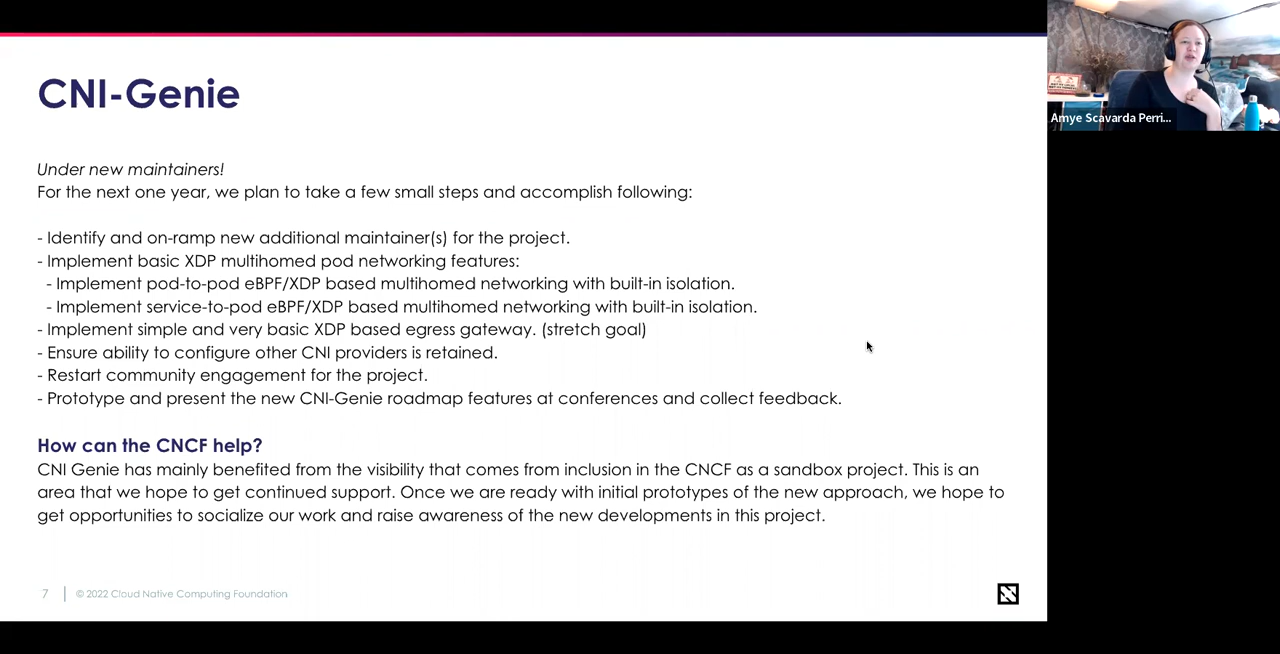 CNI-Genie
Under new maintainers!
For the next one year, we plan to take a few small steps and accomplish following:
- Identify and on-ramp new additional maintainer(s) for the project.
- Implement basic XDP multihomed pod networking features:
- Implement pod-to-pod eBPF/XDP based multihomed networking with built-in isolation.
- Implement service-to-pod eBPF/XDP based multihomed networking with built-in isolation.
- Implement simple and very basic XDP based egress gateway. (stretch goal)
- Ensure ability to configure other CNI providers is retained.
- Restart community engagement for the project.
- Prototype and present the new CNI-Genie roadmap features at conferences and collect feedback.
How can the CNCF help?
CNI Genie has mainly benefited from the visibility that comes from inclusion in the CNCF as a sandbox project. This is an
area that we hope to get continued support. Once we are ready with initial prototypes of the new approach, we hope to
get opportunities to socialize our work and raise awareness of the new developments in this project.
7 | © 2022 Cloud Native Computing Foundation
Amye Scavarda Perri...